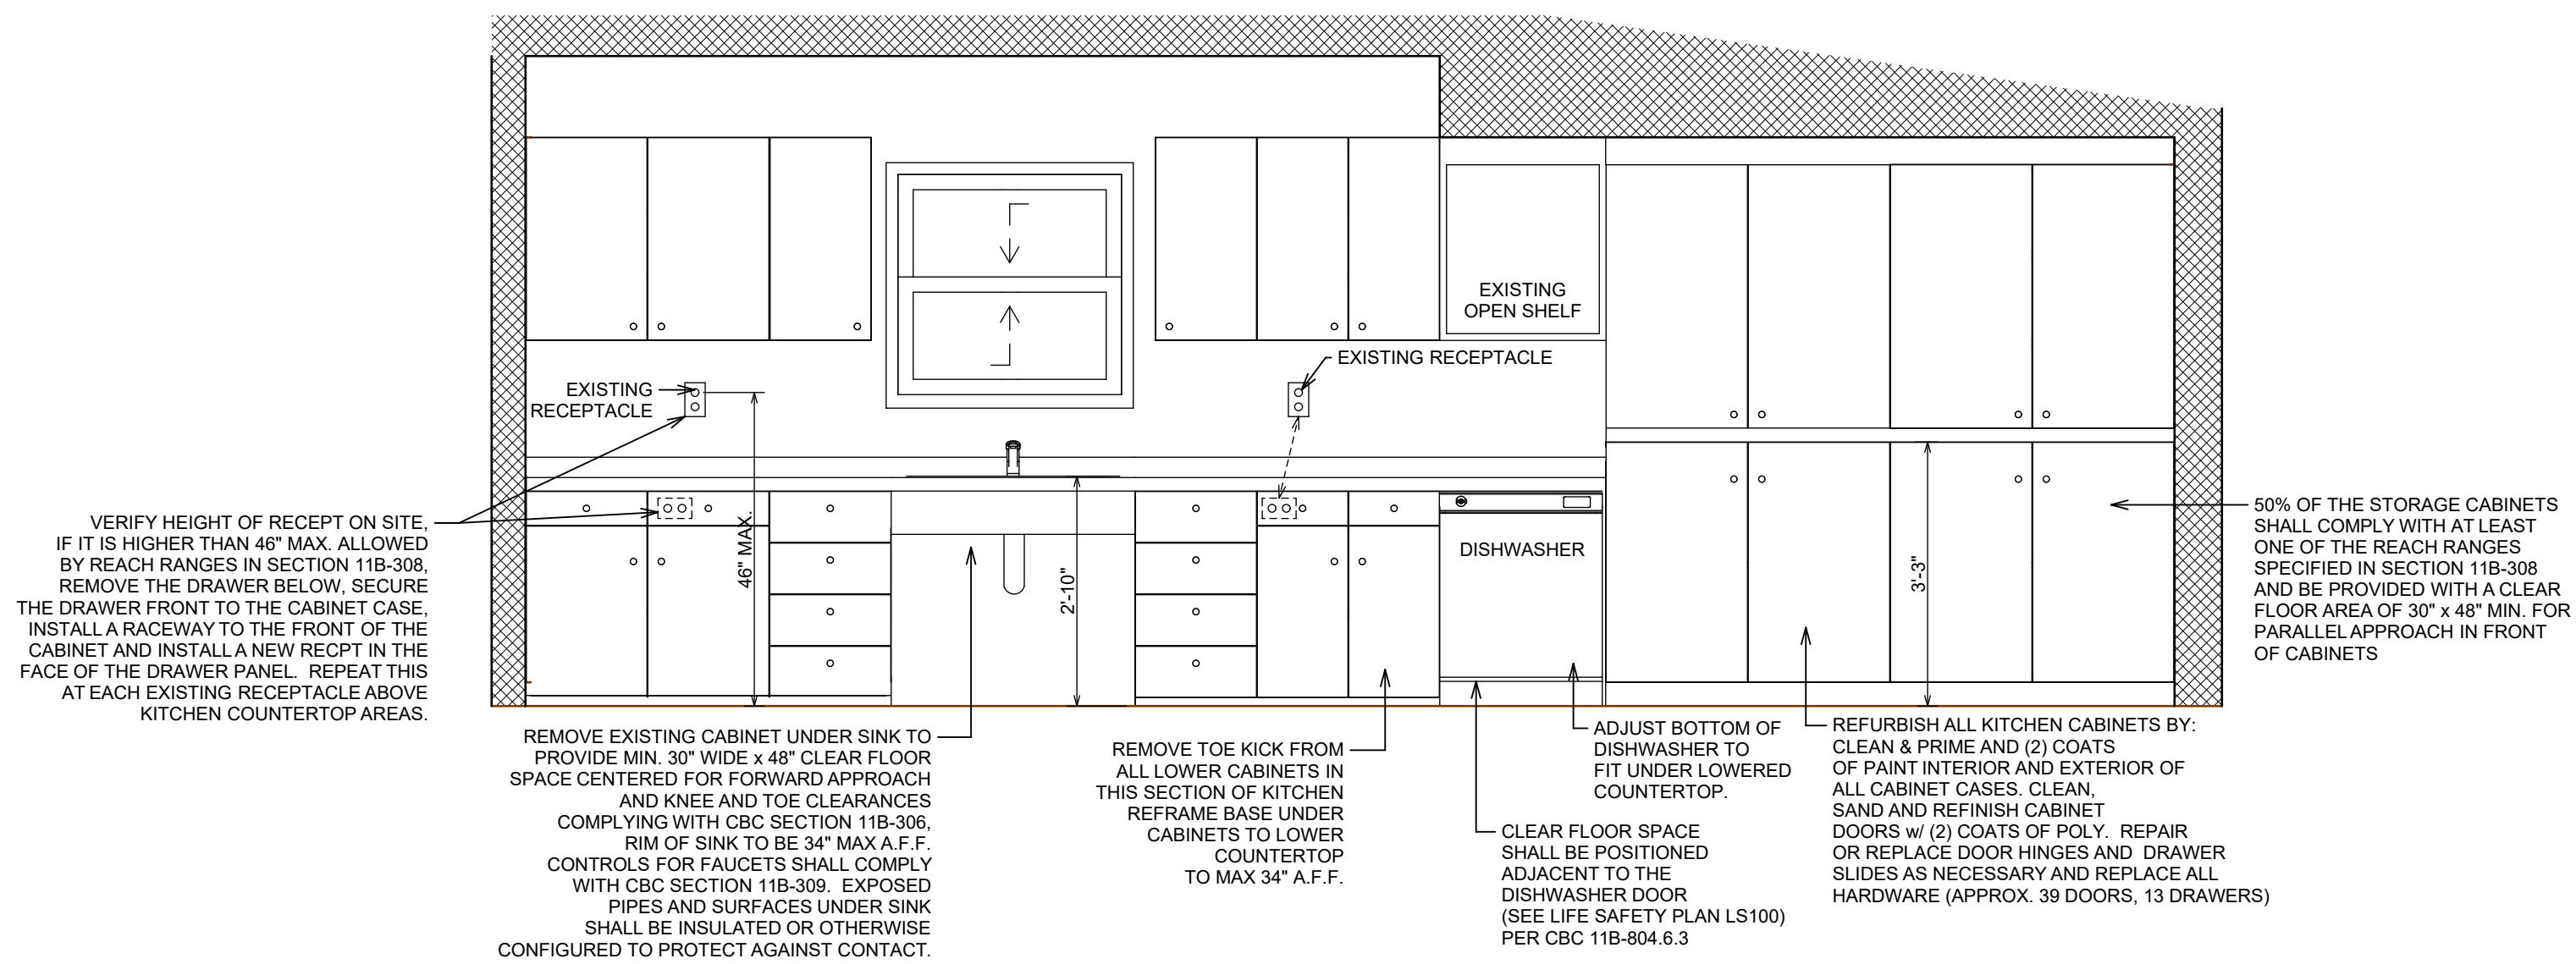 EXISTING
OPEN SHELF
EXISTING RECEPTACLE
EXISTING
RECEPTACLE
46" MAX.
2'-10"
DISHWASHER
3'-3"
VERIFY HEIGHT OF RECEPT ON SITE,
IF IT IS HIGHER THAN 46" MAX. ALLOWED
BY REACH RANGES IN SECTION 11B-308,
REMOVE THE DRAWER BELOW, SECURE
THE DRAWER FRONT TO THE CABINET CASE,
INSTALL A RACEWAY TO THE FRONT OF THE
CABINET AND INSTALL A NEW RECPT IN THE
FACE OF THE DRAWER PANEL. REPEAT THIS
AT EACH EXISTING RECEPTACLE ABOVE
KITCHEN COUNTERTOP AREAS.
50% OF THE STORAGE CABINETS
SHALL COMPLY WITH AT LEAST
ONE OF THE REACH RANGES
SPECIFIED IN SECTION 11B-308
AND BE PROVIDED WITH A CLEAR
FLOOR AREA OF 30" x 48" MIN. FOR
PARALLEL APPROACH IN FRONT
OF CABINETS
REMOVE EXISTING CABINET UNDER SINK TO
PROVIDE MIN. 30" WIDE x 48" CLEAR FLOOR
SPACE CENTERED FOR FORWARD APPROACH
AND KNEE AND TOE CLEARANCES
COMPLYING WITH CBC SECTION 11B-306,
RIM OF SINK TO BE 34" MAX A.F.F.
CONTROLS FOR FAUCETS SHALL COMPLY
WITH CBC SECTION 11B-309. EXPOSED
PIPES AND SURFACES UNDER SINK
SHALL BE INSULATED OR OTHERWISE
CONFIGURED TO PROTECT AGAINST CONTACT.
REMOVE TOE KICK FROM
ALL LOWER CABINETS IN
THIS SECTION OF KITCHEN
REFRAME BASE UNDER
CABINETS TO LOWER
COUNTERTOP
TO MAX 34" A.F.F.
ADJUST BOTTOM OF
DISHWASHER TO
FIT UNDER LOWERED
COUNTERTOP.
CLEAR FLOOR SPACE
SHALL BE POSITIONED
ADJACENT TO THE
DISHWASHER DOOR
(SEE LIFE SAFETY PLAN LS100)
PER CBC 11B-804.6.3
REFURBISH ALL KITCHEN CABINETS BY:
CLEAN & PRIME AND (2) COATS
OF PAINT INTERIOR AND EXTERIOR OF
ALL CABINET CASES. CLEAN,
SAND AND REFINISH CABINET
DOORS w/ (2) COATS OF POLY. REPAIR
OR REPLACE DOOR HINGES AND DRAWER
SLIDES AS NECESSARY AND REPLACE ALL
HARDWARE (APPROX. 39 DOORS, 13 DRAWERS)